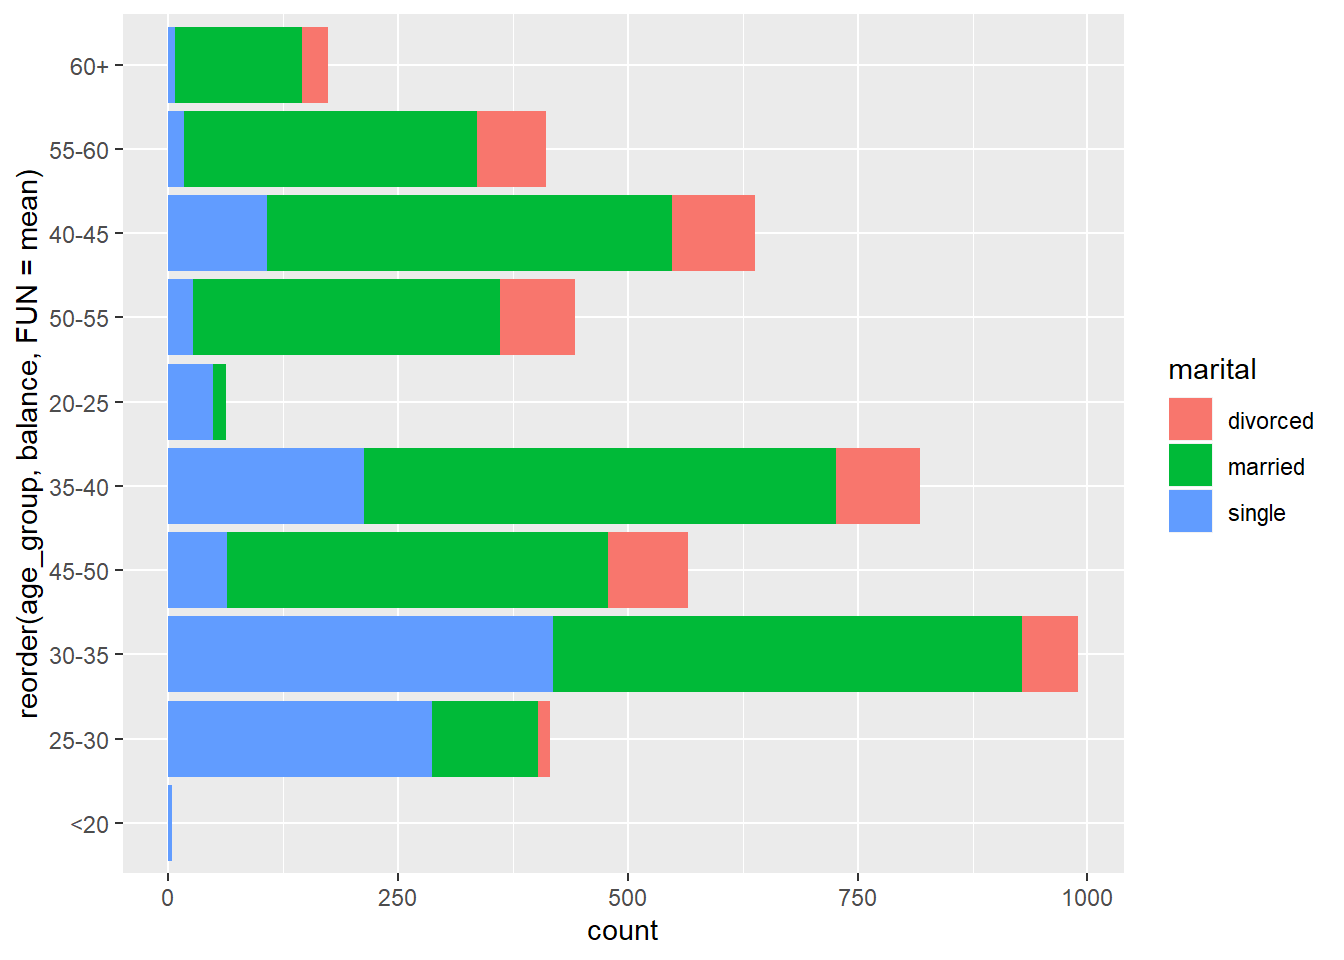 reorder(age_group, balance, FUN = mean)
60+
55-60
40-45
50-55
20-25
35-40
45-50
30-35
25-30
<20
0 250 500 750 1000
count
marital
divorced
married
single